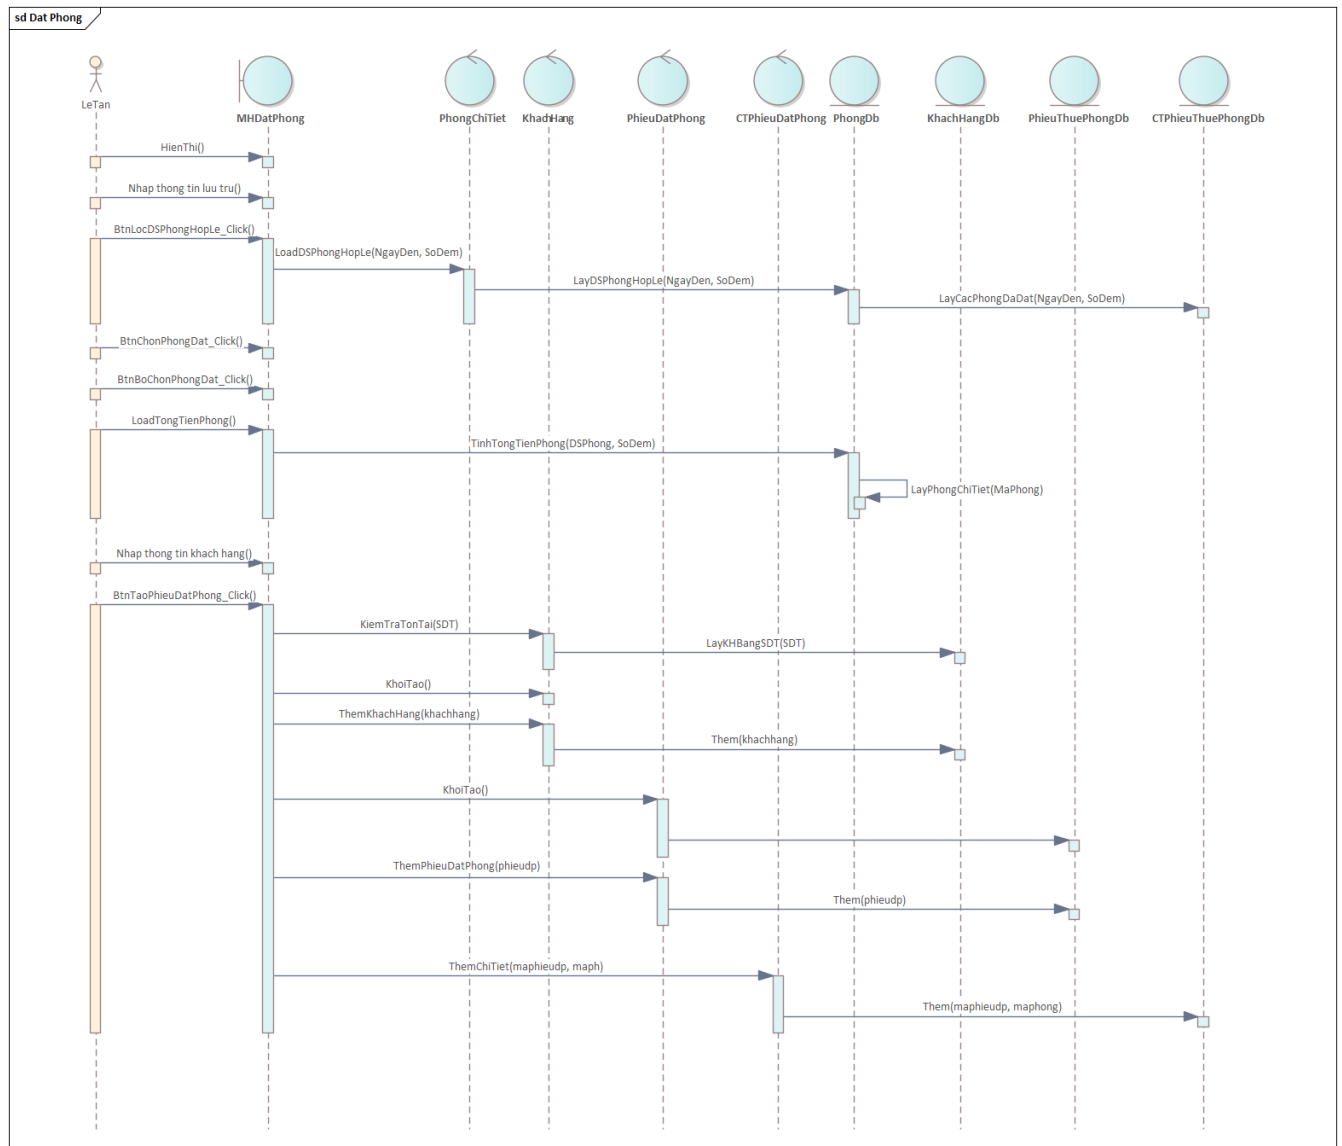 sd Dat Phong
LeTan
MHDatPhong
PhongChiTiet
KhachHang
PhieuDatPhong
CTPhieuDatPhong
PhongDb
KhachHangDb
PhieuThuePhongDb
CTPhieuThuePhongDb
HienThi()
Nhap thong tin luu tru()
BtnLocDSPhongHopLe_Click()
LoadDSPhongHopLe(NgayDen, SoDem)
LayDSPhongHopLe(NgayDen, SoDem)
LayCacPhongDaDat(NgayDen, SoDem)
BtnChonPhongDat_Click()
BtnBoChonPhongDat_Click()
LoadTongTienPhong()
TinhTongTienPhong(DSPhong, SoDem)
LayPhongChiTiet(MaPhong)
Nhap thong tin khach hang()
BtnTaoPhieuDatPhong_Click()
KiemTraTonTai(SDT)
LayKHBangSDT(SDT)
KhoiTao()
ThemKhachHang(khachhang)
Them(khachhang)
KhoiTao()
ThemPhieuDatPhong(phieudp)
Them(phieudp)
ThemChiTiet(maphieudp, maph)
Them(maphieudp, maphong)